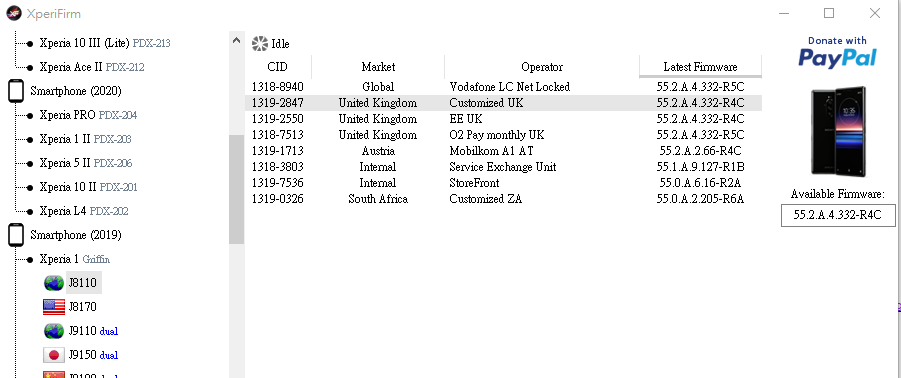 XperiFirm
Xperia 10 III (Lite) PDX-213
Xperia Ace II PDX-212
Smartphone (2020)
Xperia PRO PDX-204
Xperia 1 II PDX-203
Xperia 5 II PDX-206
Xperia 10 II PDX-201
Xperia L4 PDX-202
Smartphone (2019)
Xperia 1 Griffin
J8110
J8170
J9110 dual
J9150 dual
Idle
CID Market Operator Latest Firmware
1318-8940 Global Vodafone LC Net Locked 55.2.A.4.332-R5C
1319-2847 United Kingdom Customized UK 55.2.A.4.332-R4C
1319-2550 United Kingdom EE UK 55.2.A.4.332-R4C
1318-7513 United Kingdom O2 Pay monthly UK 55.2.A.4.332-R5C
1319-1713 Austria Mobilkom A1 AT 55.2.A.2.66-R4C
1318-3803 Internal Service Exchange Unit 55.1.A.9.127-R1B
1319-7536 Internal StoreFront 55.0.A.6.16-R2A
1319-0326 South Africa Customized ZA 55.0.A.2.205-R6A
Donate with
PayPal
Available Firmware:
55.2.A.4.332-R4C